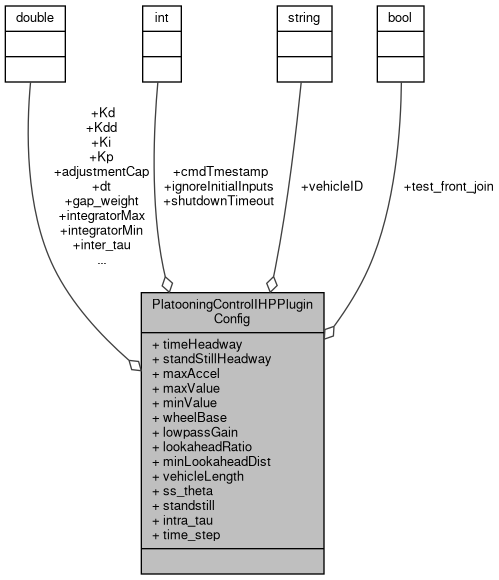 double
int
string
bool
+Kd
+Kdd
+Ki
+Kp
+adjustmentCap
+dt
+gap_weight
+integratorMax
+integratorMin
+inter_tau
...
+cmdTmestamp
+ignoreInitialInputs
+shutdownTimeout
+vehicleID
+test_front_join
PlatooningControlIHPPlugin
Config
+ timeHeadway
+ standStillHeadway
+ maxAccel
+ maxValue
+ minValue
+ wheelBase
+ lowpassGain
+ lookaheadRatio
+ minLookaheadDist
+ vehicleLength
+ ss_theta
+ standstill
+ intra_tau
+ time_step